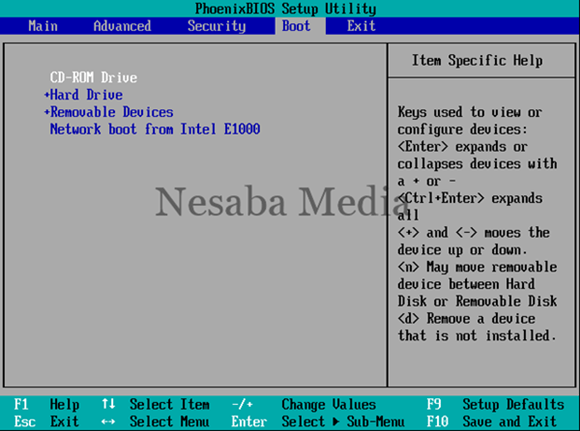 PhoenixBIOS Setup Utility
Main Advanced Security Boot Exit
CD-ROM Drive
+Hard Drive
+Removable Devices
Network boot from Intel E1000
Nesaba Media
Item Specific Help
Keys used to view or
configure devices:
<Enter> expands or
collapses devices with
a + or -
<Ctrl+Enter> expands
all
<+> and <-> moves the
device up or down.
<n> May move removable
device between Hard
Disk or Removable Disk
<d> Remove a device
that is not installed.
F1 Help ↑↓ Select Item -/+ Change Values F9 Setup Defaults
Esc Exit ↔ Select Menu Enter Select ▶ Sub-Menu F10 Save and Exit